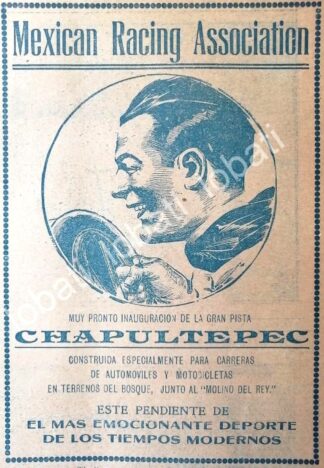 Mexican Racing Association
MUY PRONTO INAUGURACION DE LA GRAN PISTA
CHAPULTEPEC
CONSTRUIDA ESPECIALMENTE PARA CARRERAS
DE AUTOMOVILES Y MOTOCICLETAS
EN TERRENOS DEL BOSQUE, JUNTO AL "MOLINO DEL REY."
ESTE PENDIENTE DE
EL MAS EMOCIONANTE DEPORTE
DE LOS TIEMPOS MODERNOS